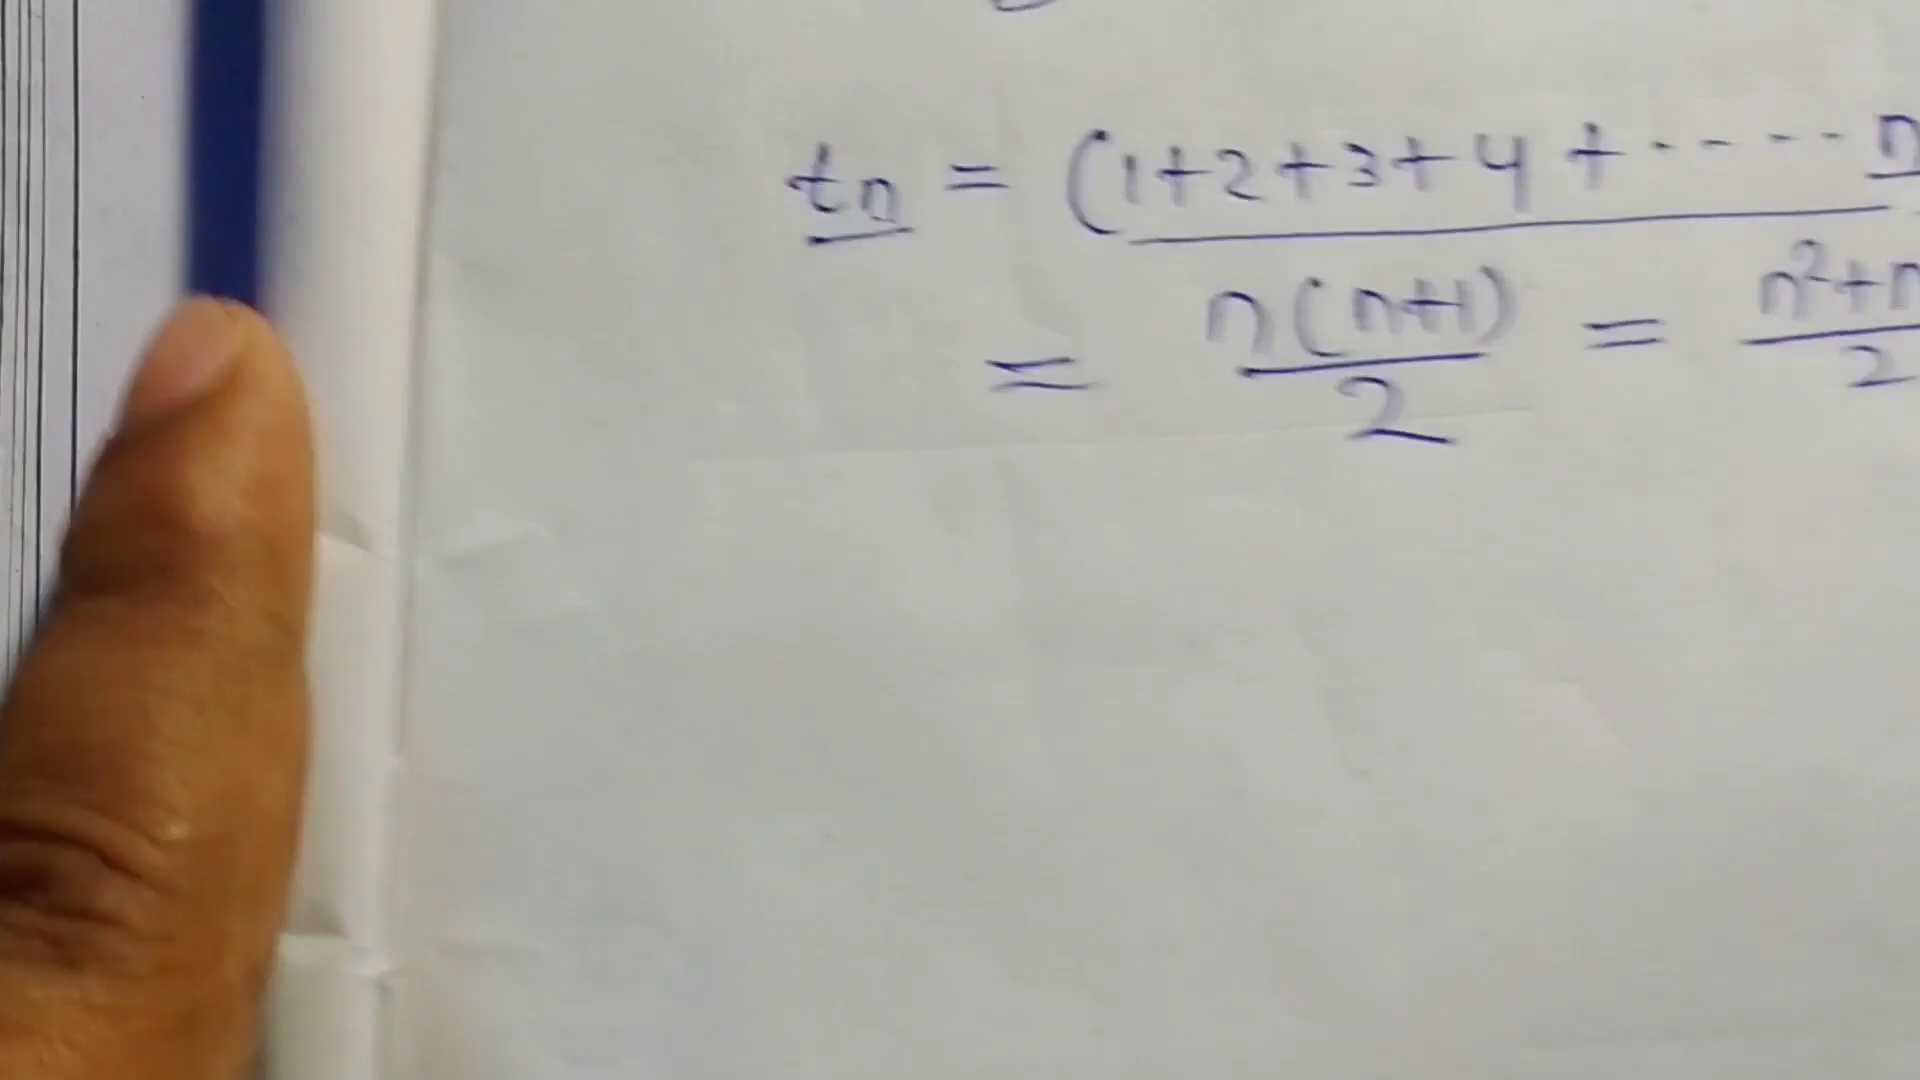 tn = (1+2+3+4+-----n
= n(n+1)/2 = n²+n/2